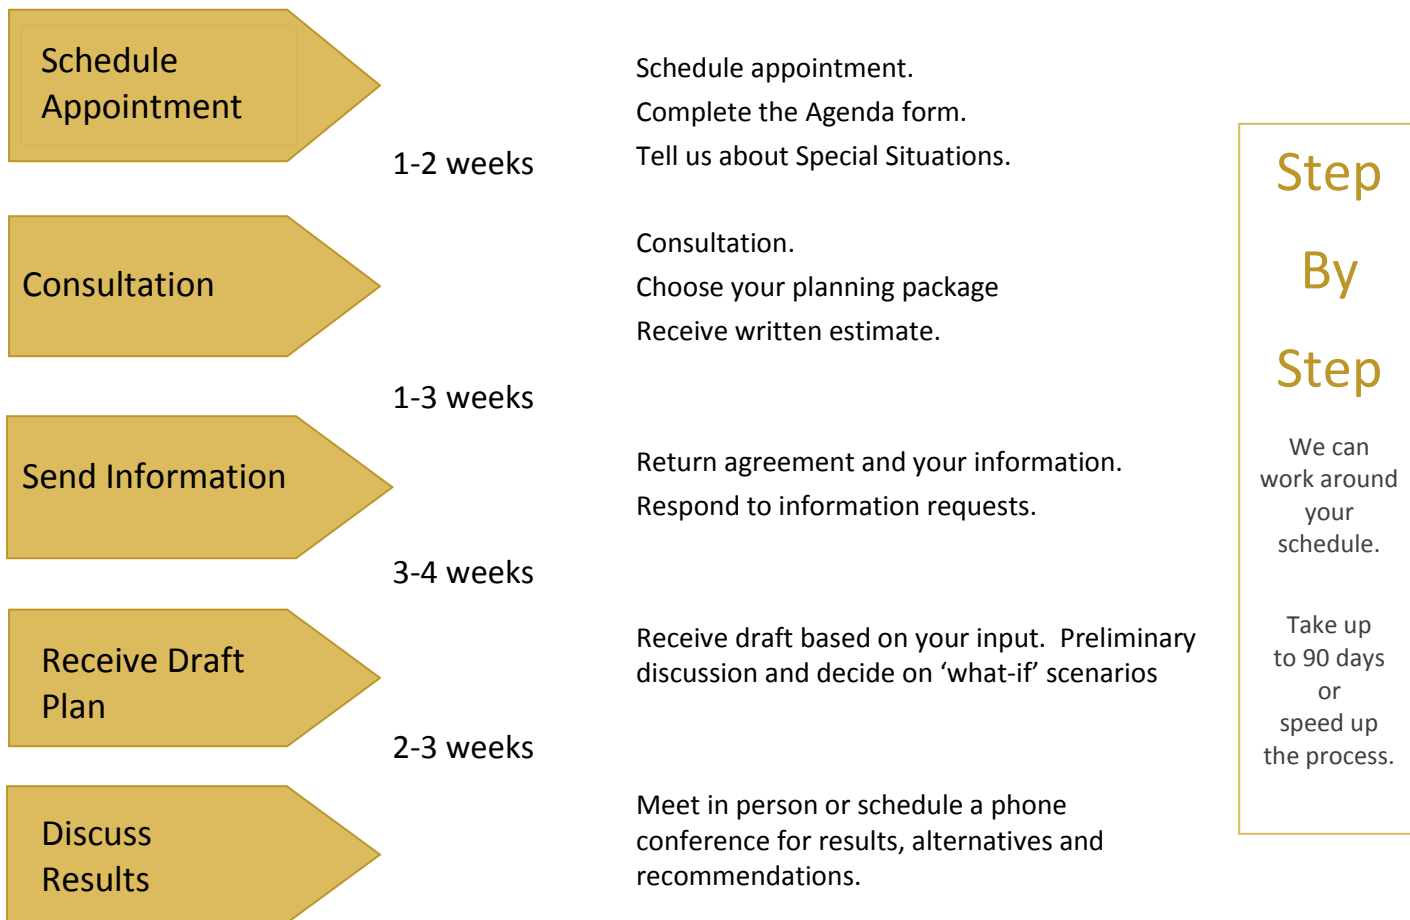 Schedule
Appointment
Schedule appointment.
Complete the Agenda form.
Tell us about Special Situations.
1-2 weeks
Consultation
Consultation.
Choose your planning package
Receive written estimate.
1-3 weeks
Send Information
Return agreement and your information.
Respond to information requests.
3-4 weeks
Receive Draft
Plan
Receive draft based on your input.  Preliminary
discussion and decide on ‘what-if’ scenarios
2-3 weeks
Discuss
Results
Meet in person or schedule a phone
conference for results, alternatives and
recommendations.
Step
By
Step
We can
work around
your
schedule.
Take up
to 90 days
or
speed up
the process.